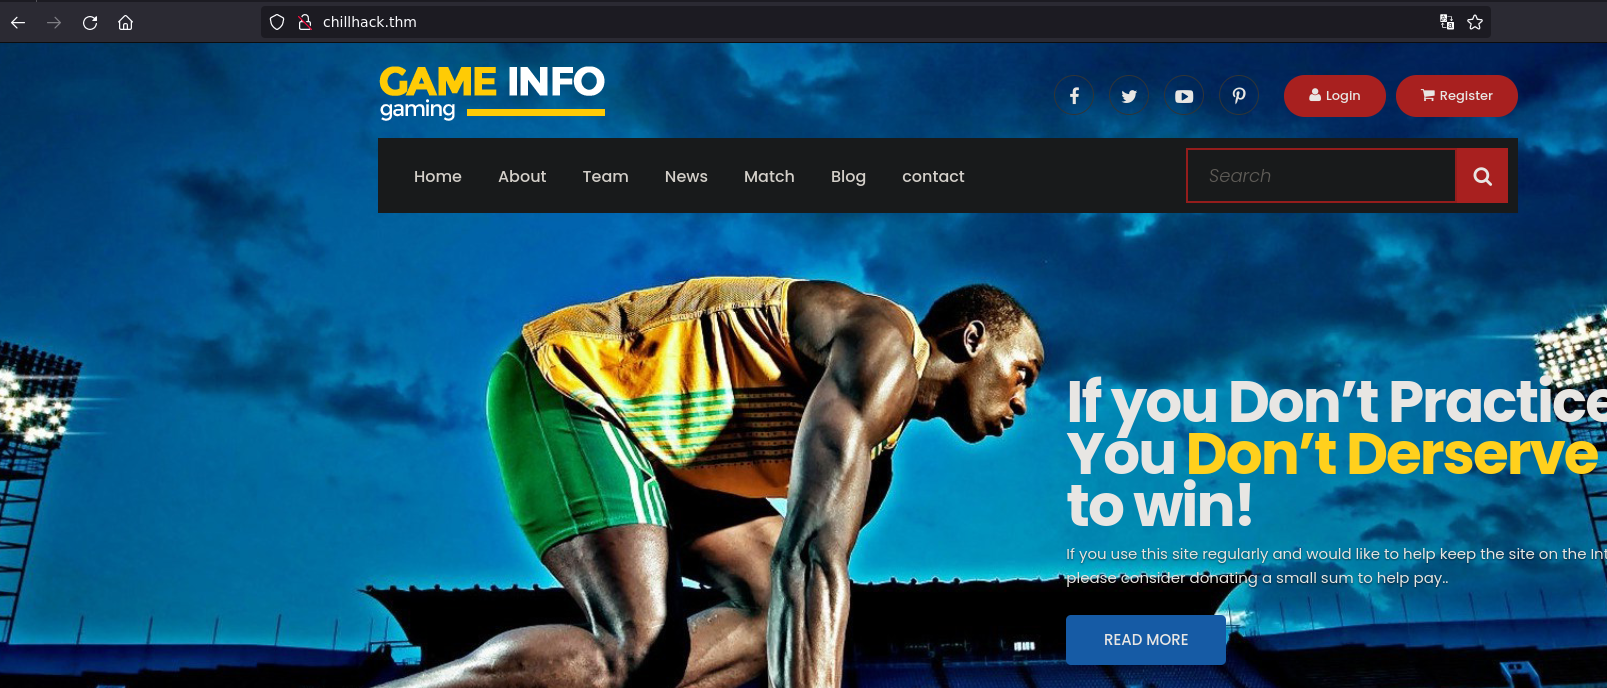 chillhack.thm
GAME INFO
gaming
Login
Register
Home About Team News Match Blog contact
Search
If you Don't Practice
You Don't Derserve
to win!
If you use this site regularly and would like to help keep the site on the Int
please consider donating a small sum to help pay..
READ MORE